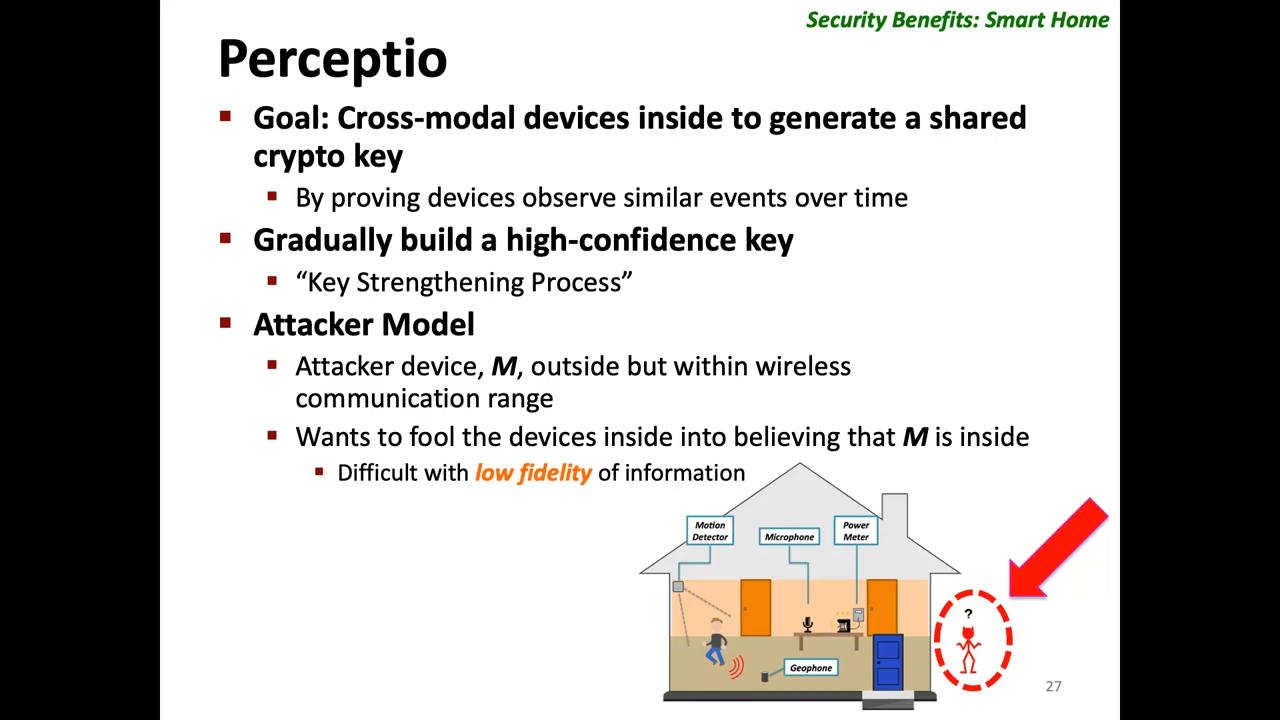 Security Benefits: Smart Home
Perceptio
Goal: Cross-modal devices inside to generate a shared
crypto key
By proving devices observe similar events over time
Gradually build a high-confidence key
“Key Strengthening Process”
Attacker Model
Attacker device, M, outside but within wireless
communication range
Wants to fool the devices inside into believing that M is inside
Difficult with low fidelity of information
Motion
Detector
Microphone
Power
Meter
?
Geophone
27